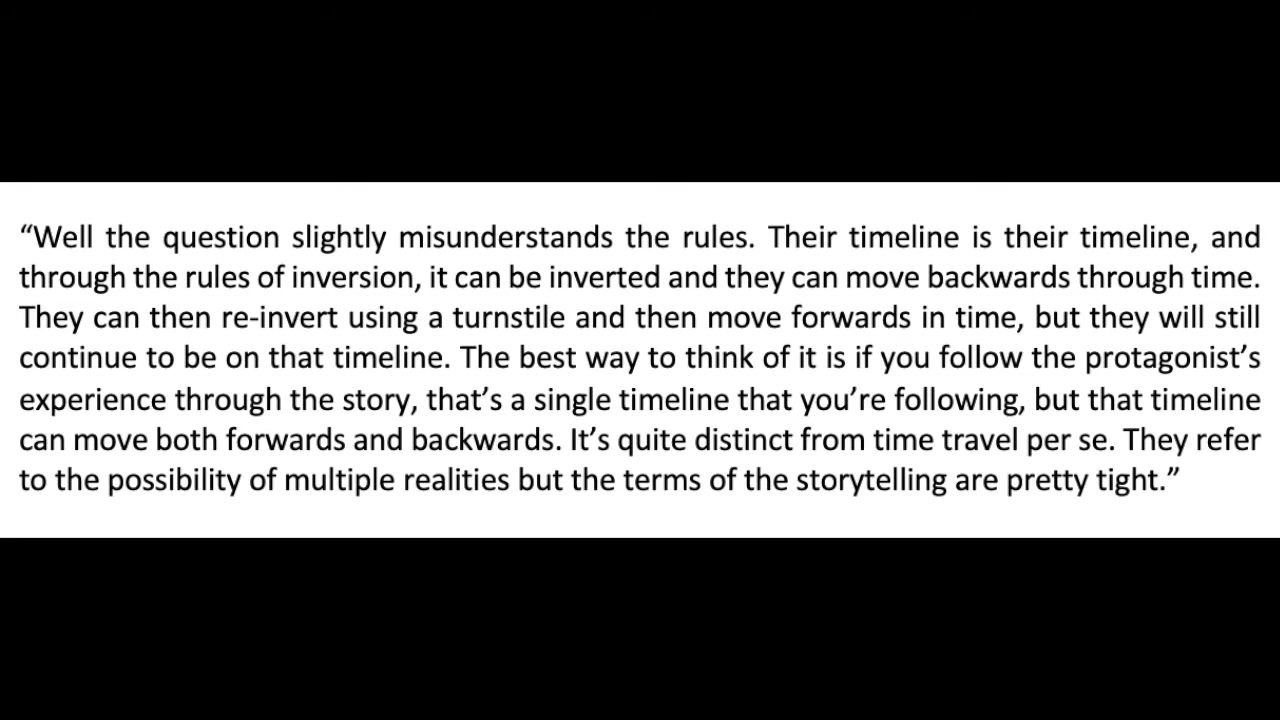 “Well the question slightly misunderstands the rules. Their timeline is their timeline, and
through the rules of inversion, it can be inverted and they can move backwards through time.
They can then re-invert using a turnstile and then move forwards in time, but they will still
continue to be on that timeline. The best way to think of it is if you follow the protagonist’s
experience through the story, that’s a single timeline that you’re following, but that timeline
can move both forwards and backwards. It’s quite distinct from time travel per se. They refer
to the possibility of multiple realities but the terms of the storytelling are pretty tight.”